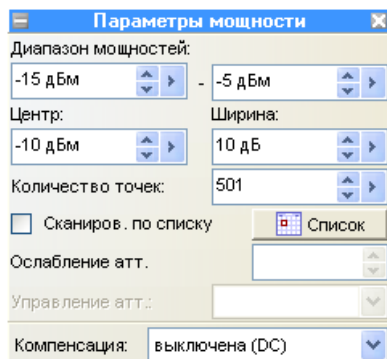 Параметры мощности
Диапазон мощностей:
-15 дБм - -5 дБм
Центр: Ширина:
-10 дБм 10 дБ
Количество точек: 501
Сканиров. по списку Список
Ослабление атт.
Управление атт.:
Компенсация: выключена (DC)